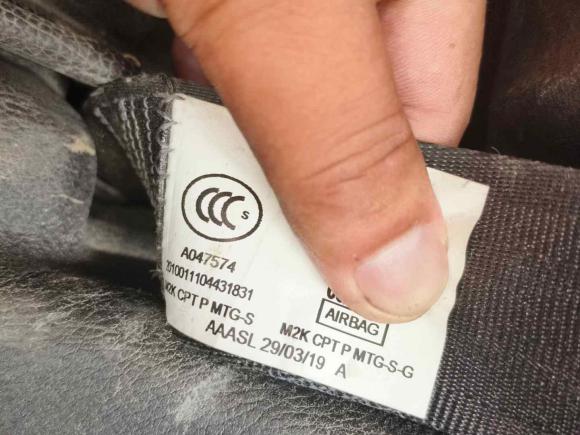 CCC S
A047574
2010011104431831
M2K CPT P MTG-S
AIRBAG
M2K CPT P MTG-S-G
AAASL 29/03/19 A